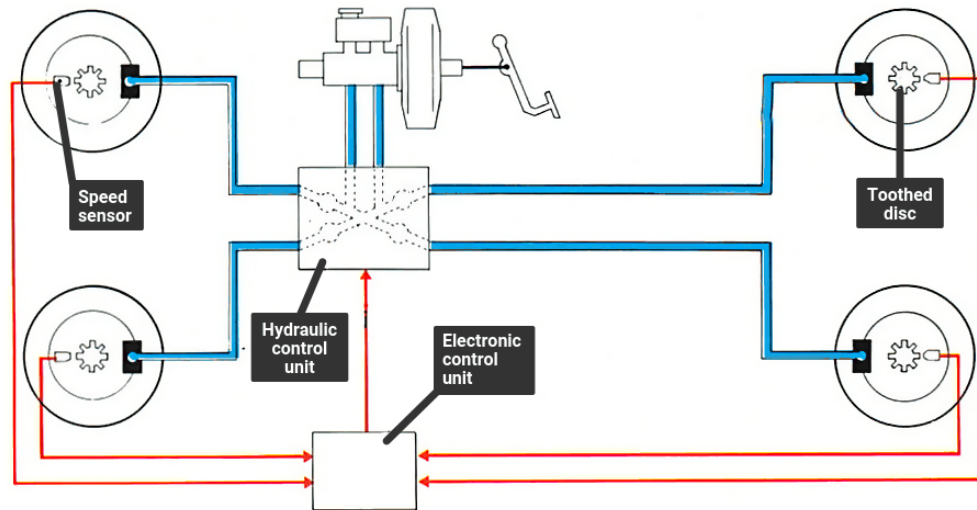 Speed
sensor
Toothed
disc
Hydraulic
control
unit
Electronic
control
unit